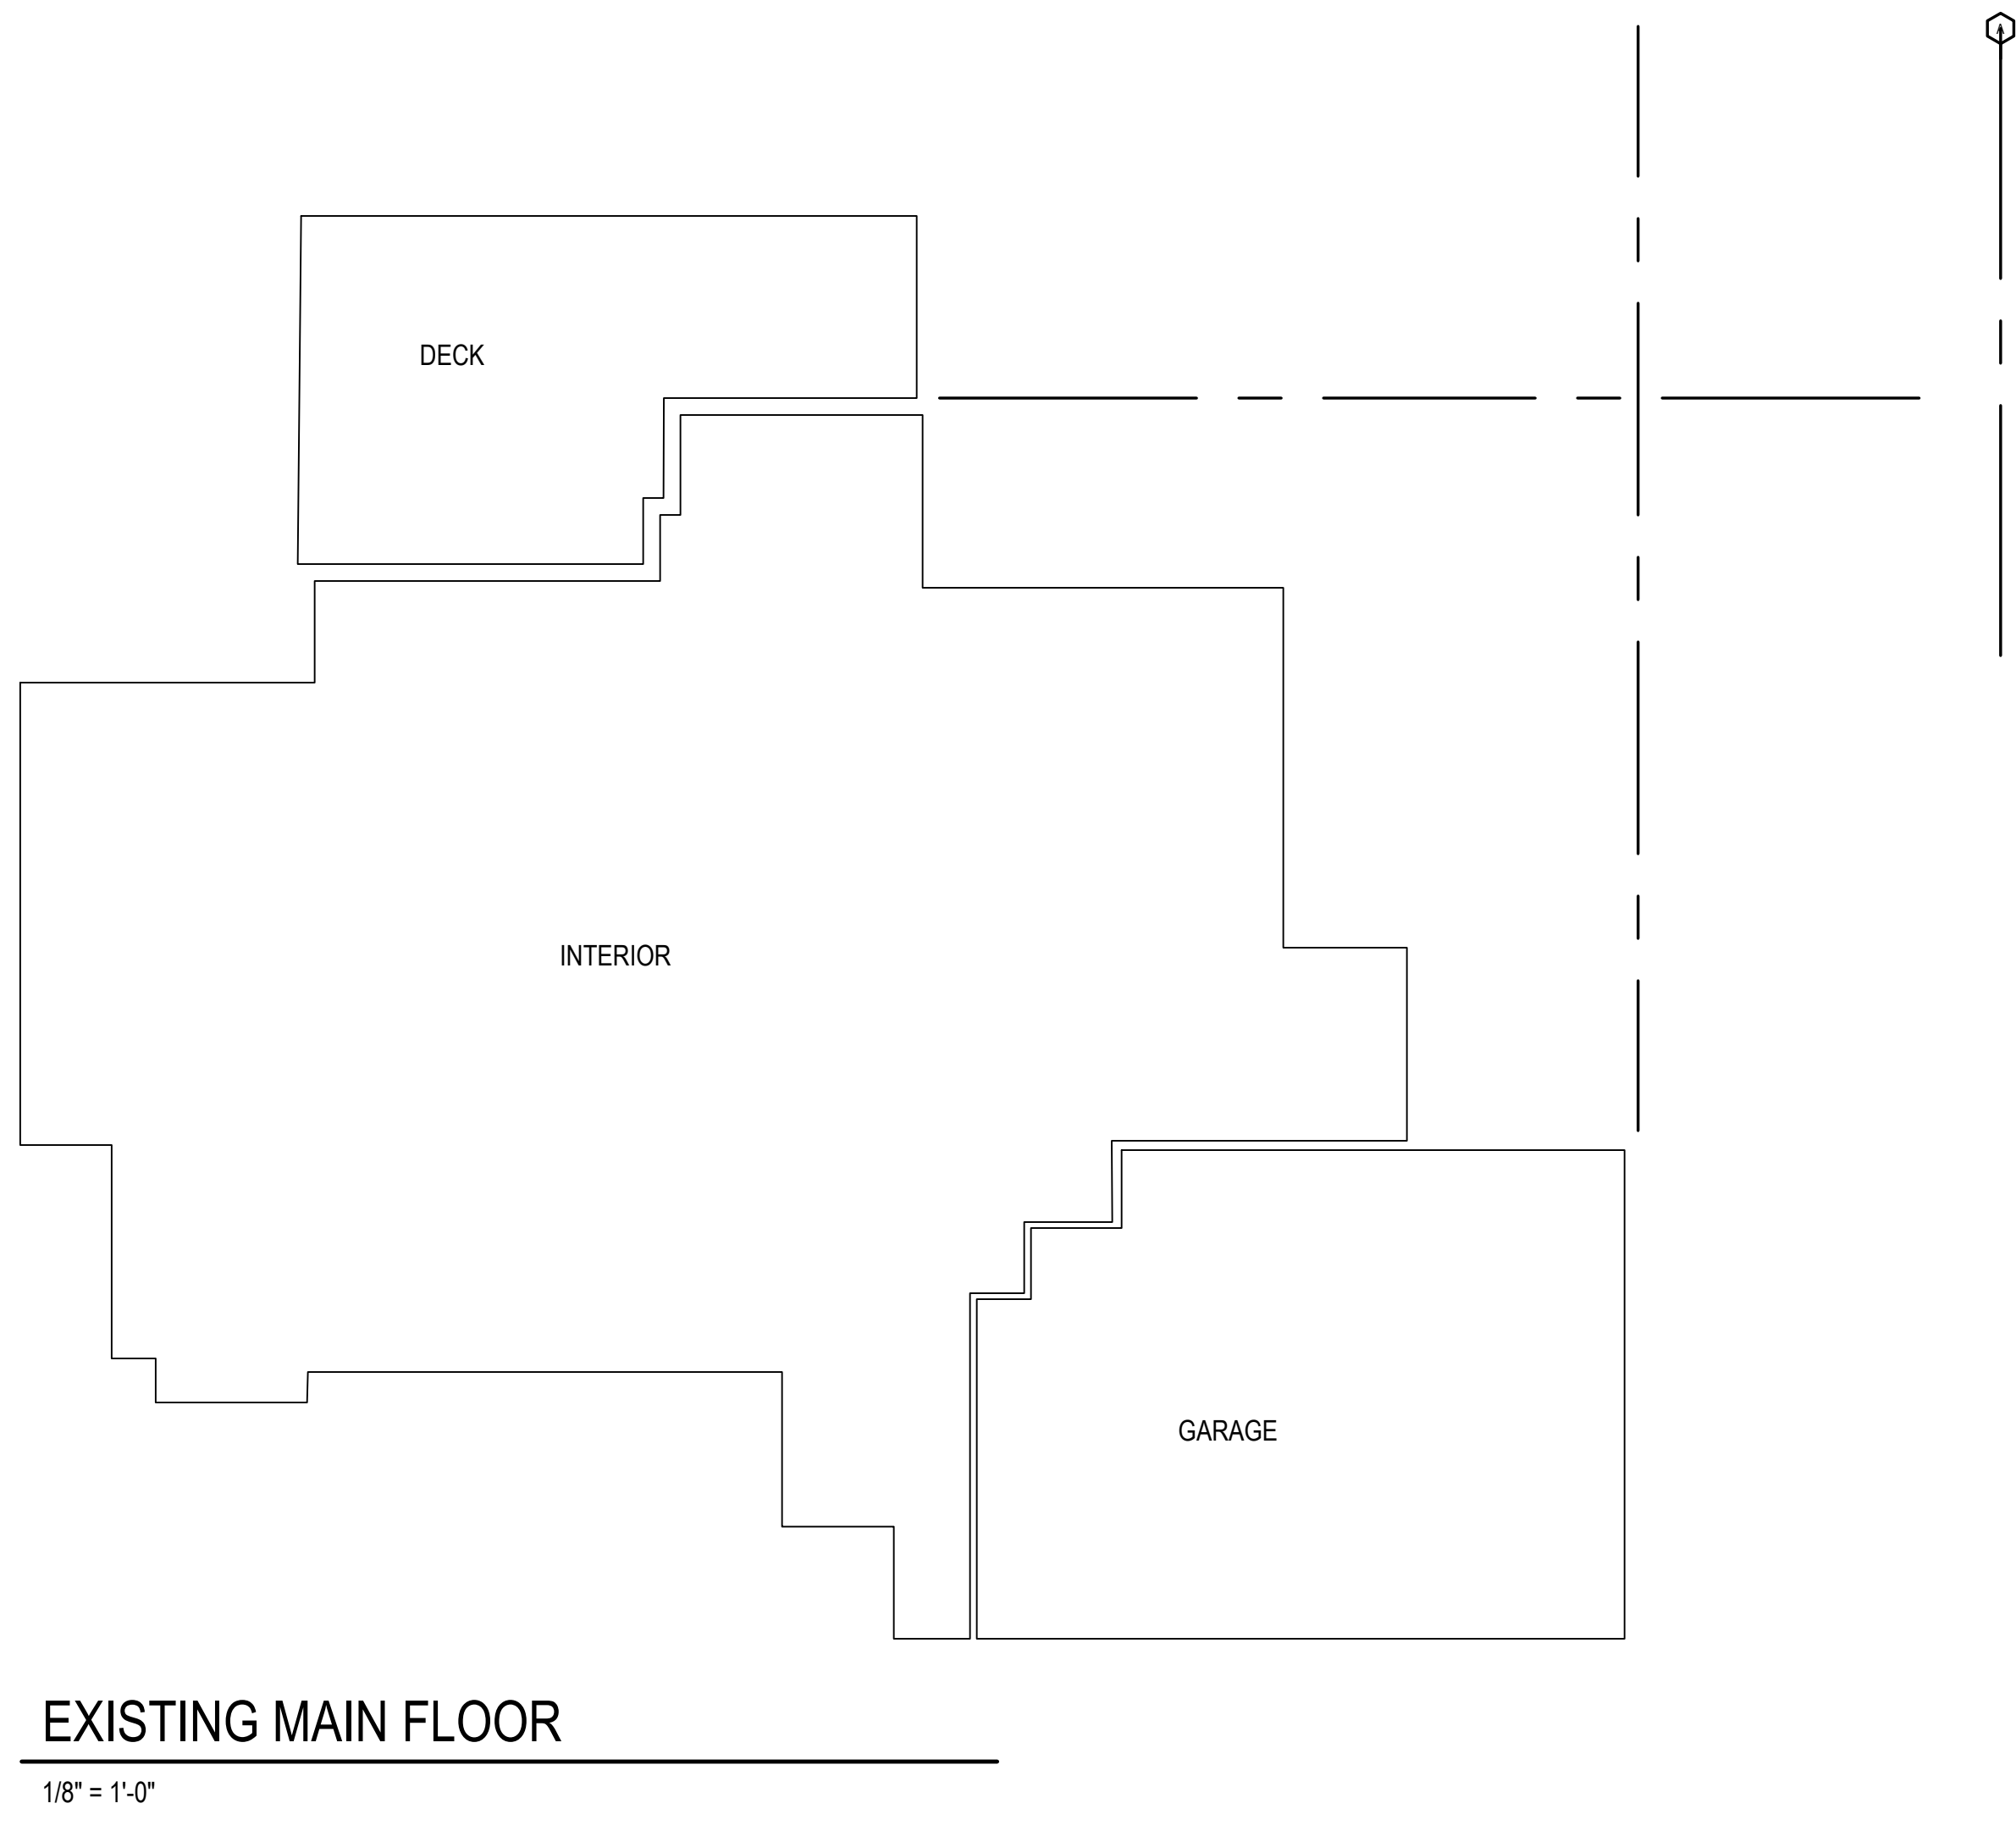 A
DECK
INTERIOR
GARAGE
EXISTING MAIN FLOOR
1/8" = 1'-0"